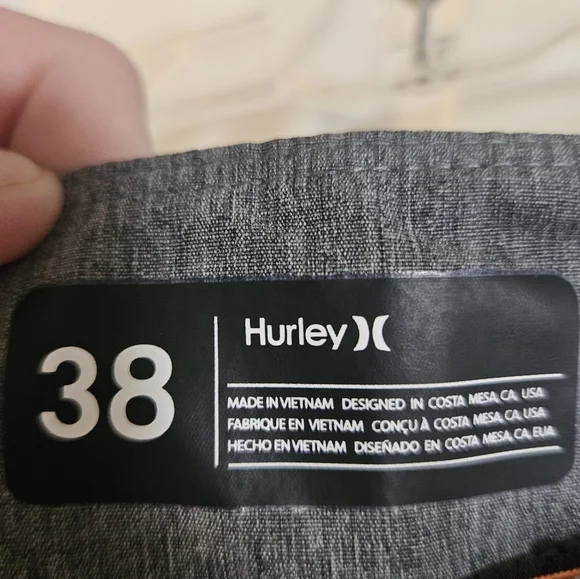 38
Hurley
MADE IN VIETNAM DESIGNED IN COSTA MESA, CA, USA
FABRIQUE EN VIETNAM CONÇU À COSTA MESA, CA, USA
HECHO EN VIETNAM DISEÑADO EN COSTA MESA, CA, EUA